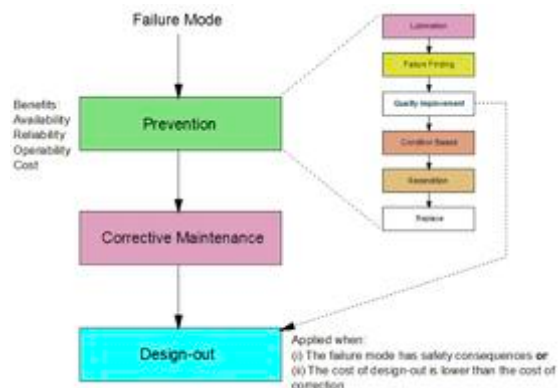 Failure Mode
Benefits:
Availability
Reliability
Operability
Cost
Prevention
Lubrication
Failure Finding
Quality Improvement
Condition Based
Recondition
Replace
Corrective Maintenance
Design-out
Applied when:
(i) The failure mode has safety consequences or
(ii) The cost of design-out is lower than the cost of
correction